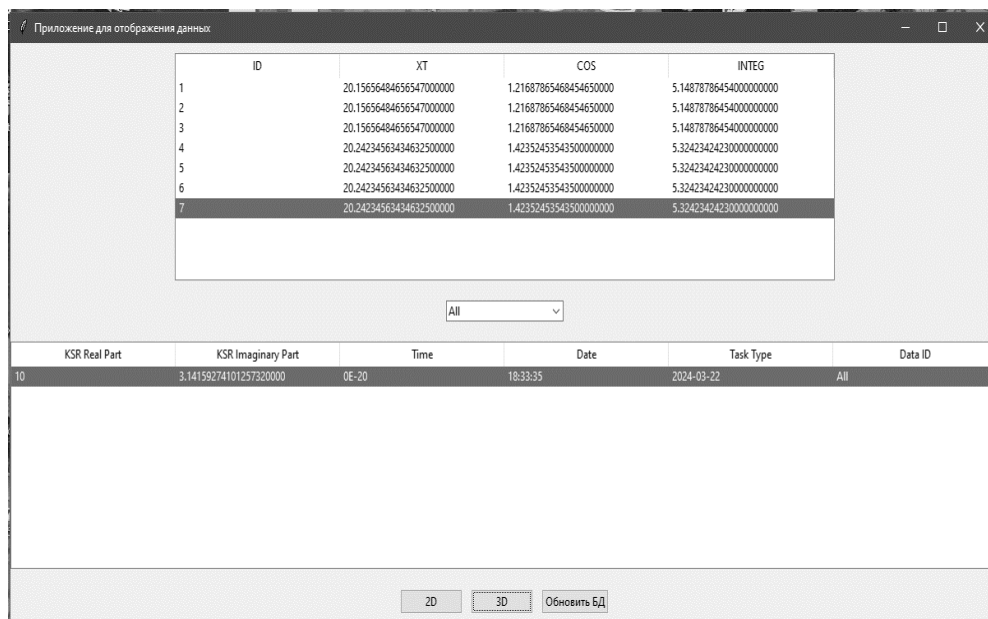 Приложение для отображения данных
ID XT COS INTEG
1 20.15656484656547000000 1.21687865468454650000 5.14878786454000000000
2 20.15656484656547000000 1.21687865468454650000 5.14878786454000000000
3 20.15656484656547000000 1.21687865468454650000 5.14878786454000000000
4 20.24234563434632500000 1.42352453543500000000 5.32423424230000000000
5 20.24234563434632500000 1.42352453543500000000 5.32423424230000000000
6 20.24234563434632500000 1.42352453543500000000 5.32423424230000000000
7 20.24234563434632500000 1.42352453543500000000 5.32423424230000000000
All
KSR Real Part KSR Imaginary Part Time Date Task Type Data ID
10 3.14159274101257320000 0E-20 18:33:35 2024-03-22 All
2D 3D Обновить БД